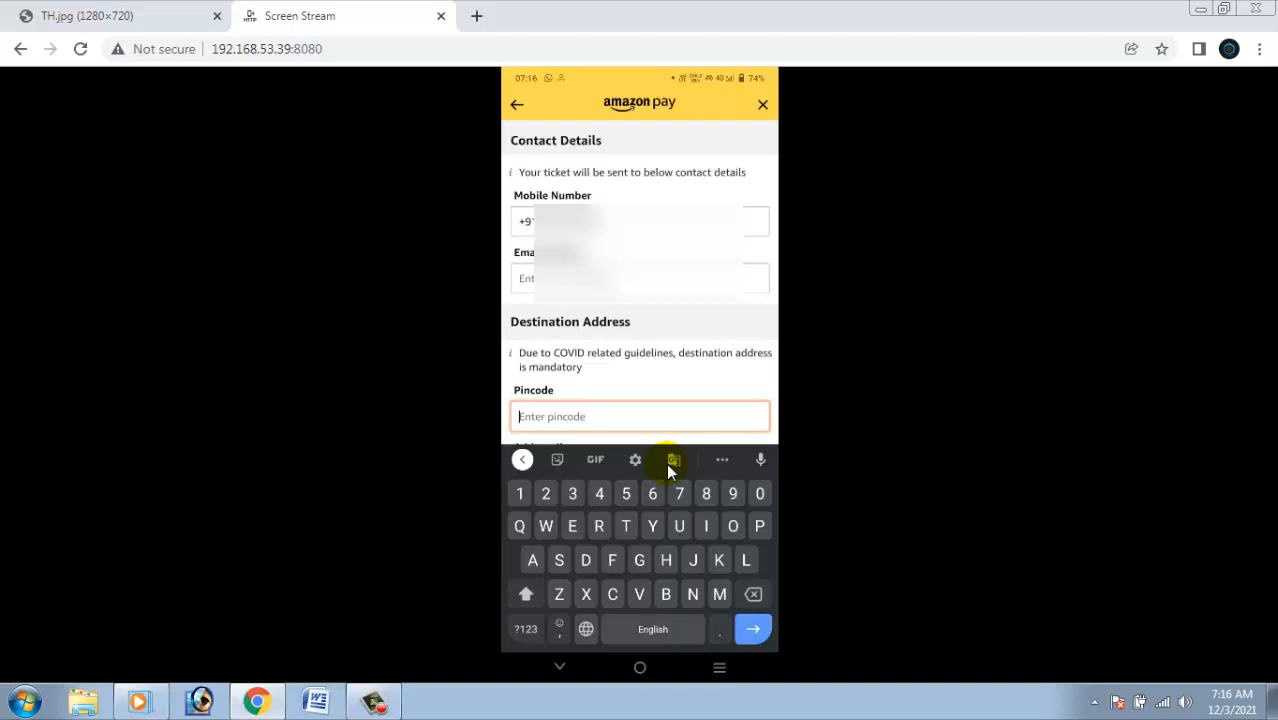 TH.jpg (1280×720)
Screen Stream
Not secure
192.168.53.39:8080
07:16
74%
amazon pay
Contact Details
Your ticket will be sent to below contact details
Mobile Number
+91
Ema
Ent
Destination Address
Due to COVID related guidelines, destination address
is mandatory
Pincode
Enter pincode
GIF
1 2 3 4 5 6 7 8 9 0
Q W E R T Y U I O P
A S D F G H J K L
Z X C V B N M
?123 , English .
7:16 AM
12/3/2021